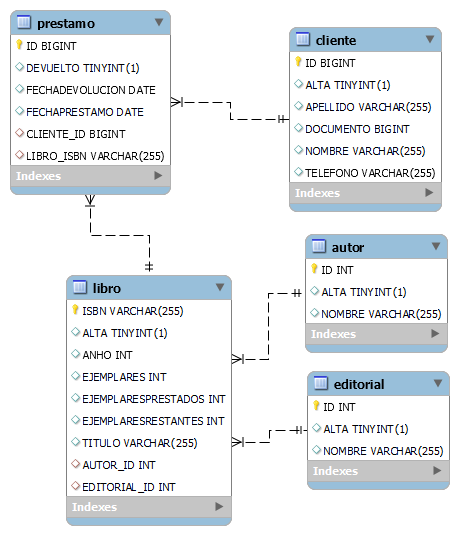 prestamo
ID BIGINT
DEVUELTO TINYINT(1)
FECHADEVOLUCION DATE
FECHAPRESTAMO DATE
CLIENTE_ID BIGINT
LIBRO_ISBN VARCHAR(255)
Indexes
cliente
ID BIGINT
ALTA TINYINT(1)
APELLIDO VARCHAR(255)
DOCUMENTO BIGINT
NOMBRE VARCHAR(255)
TELEFONO VARCHAR(255)
Indexes
libro
ISBN VARCHAR(255)
ALTA TINYINT(1)
ANHO INT
EJEMPLARES INT
EJEMPLARESPRESTADOS INT
EJEMPLARESRESTANTES INT
TITULO VARCHAR(255)
AUTOR_ID INT
EDITORIAL_ID INT
Indexes
autor
ID INT
ALTA TINYINT(1)
NOMBRE VARCHAR(255)
Indexes
editorial
ID INT
ALTA TINYINT(1)
NOMBRE VARCHAR(255)
Indexes